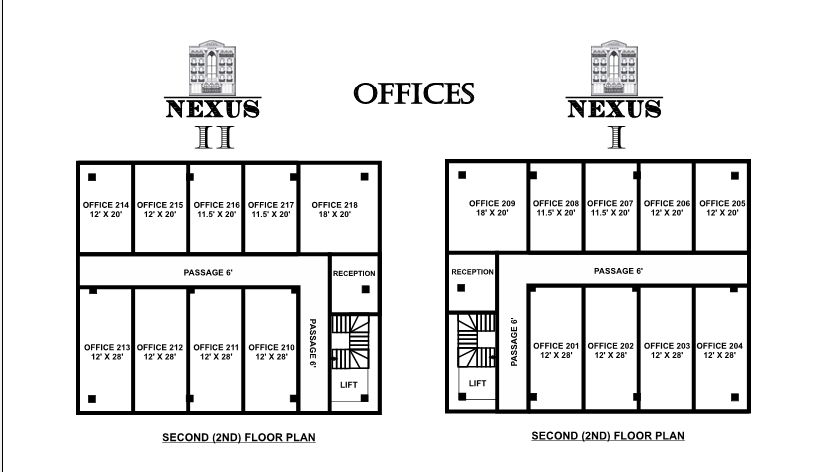 OFFICES
NEXUS
II
OFFICE 214
12' X 20'
OFFICE 215
12' X 20'
OFFICE 216
11.5' X 20'
OFFICE 217
11.5' X 20'
OFFICE 218
18' X 20'
PASSAGE 6'
RECEPTION
OFFICE 213
12' X 28'
OFFICE 212
12' X 28'
OFFICE 211
12' X 28'
OFFICE 210
12' X 28'
PASSAGE 6'
LIFT
SECOND (2ND) FLOOR PLAN
NEXUS
I
OFFICE 209
18' X 20'
OFFICE 208
11.5' X 20'
OFFICE 207
11.5' X 20'
OFFICE 206
12' X 20'
OFFICE 205
12' X 20'
RECEPTION
PASSAGE 6'
PASSAGE 6'
OFFICE 201
12' X 28'
OFFICE 202
12' X 28'
OFFICE 203
12' X 28'
OFFICE 204
12' X 28'
LIFT
SECOND (2ND) FLOOR PLAN